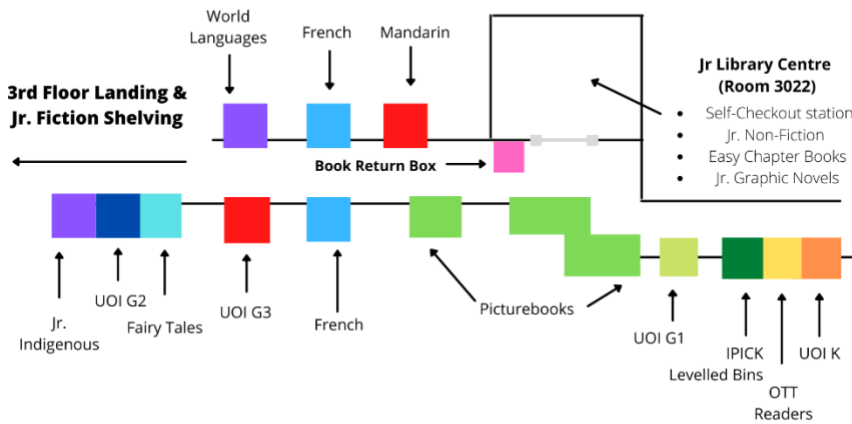 World
Languages
French
Mandarin
Jr Library Centre
(Room 3022)
Self-Checkout station
Jr. Non-Fiction
Easy Chapter Books
Jr. Graphic Novels
3rd Floor Landing &
Jr. Fiction Shelving
Book Return Box
Jr.
Indigenous
UOI G2
Fairy Tales
UOI G3
French
Picturebooks
UOI G1
IPICK
Levelled Bins
OTT
Readers
UOI K